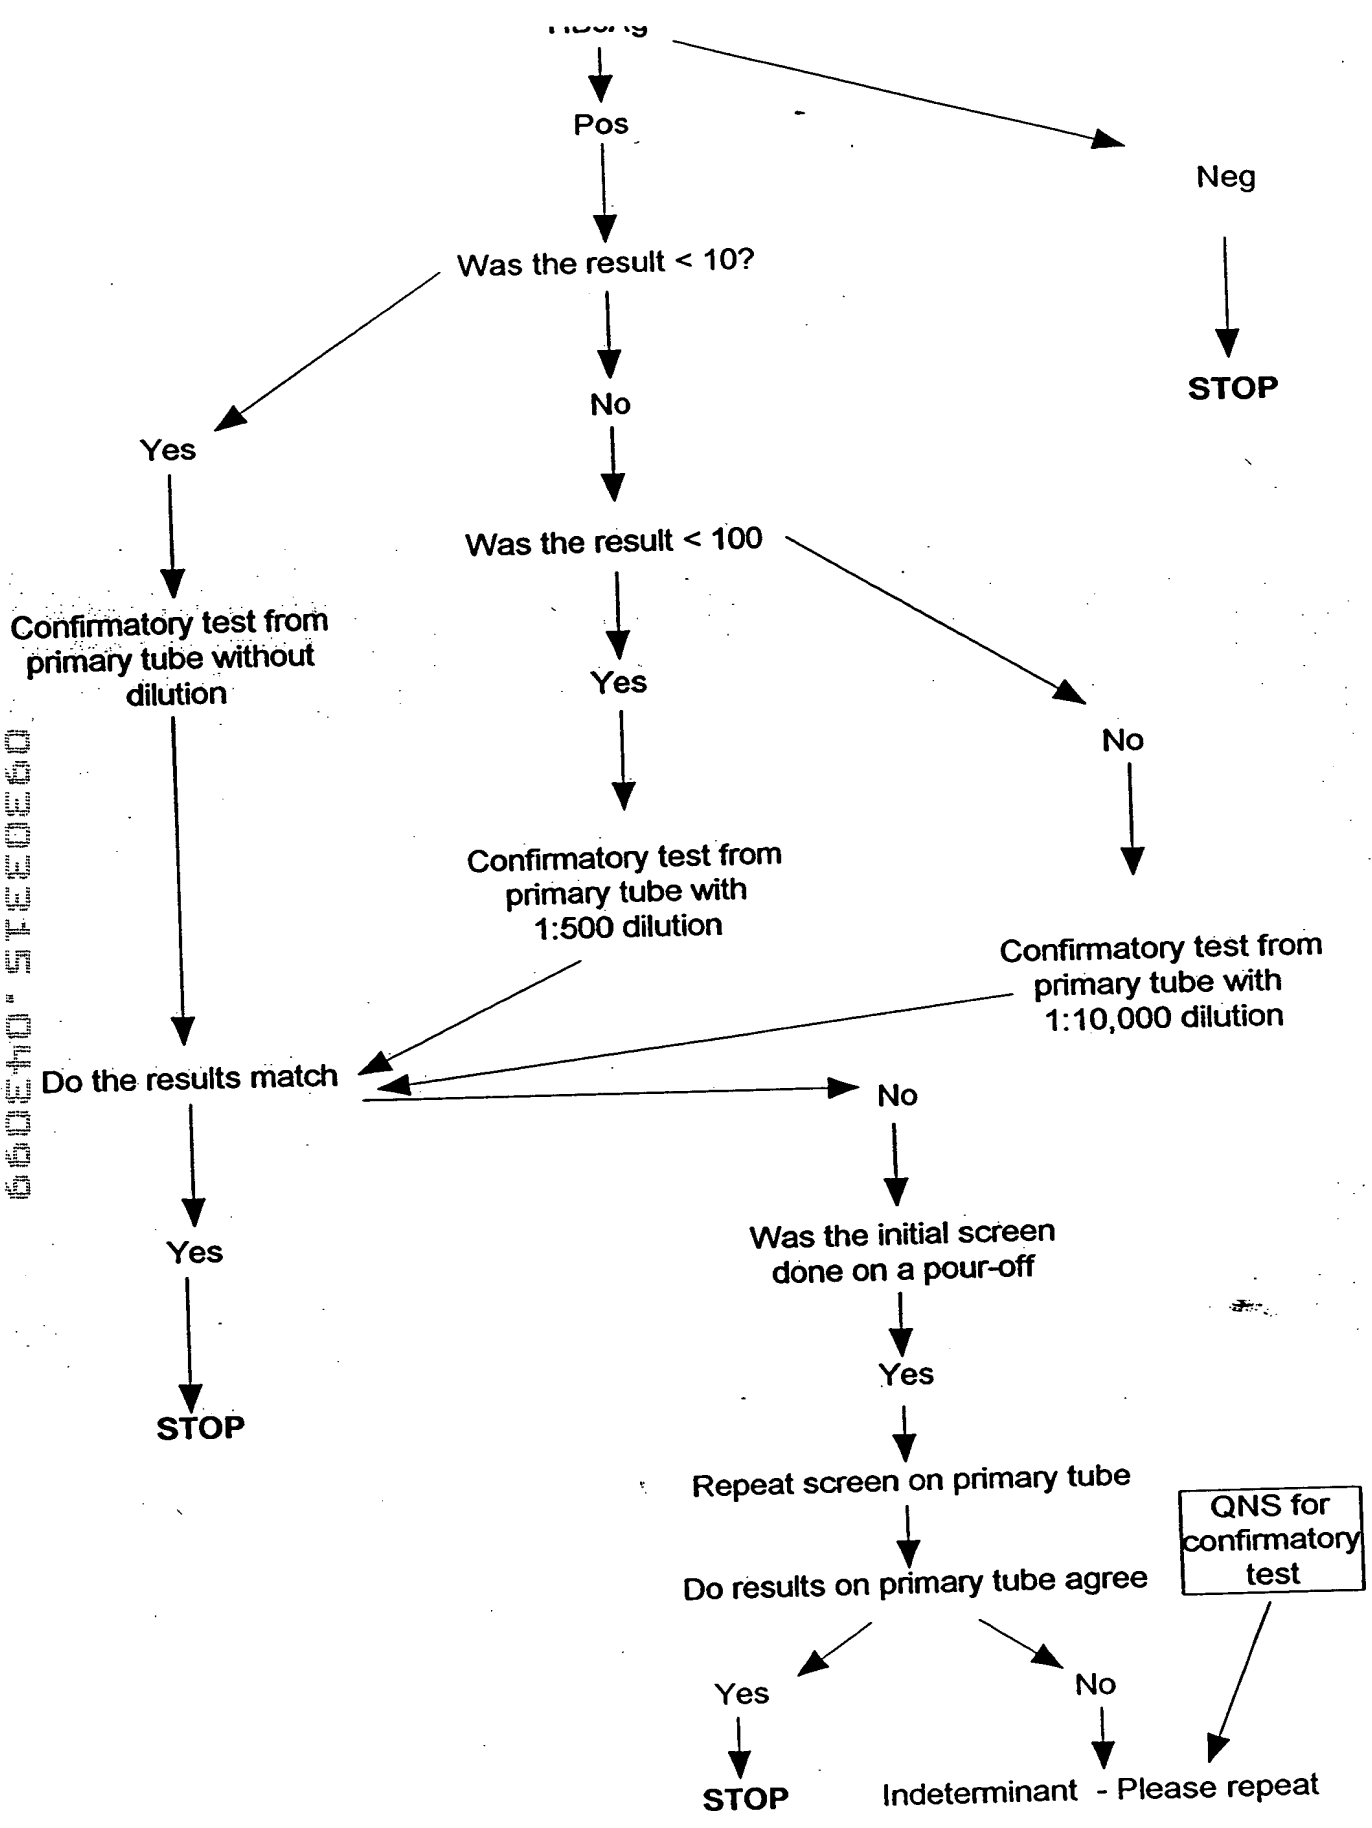 Pos
Neg
Was the result < 10?
STOP
No
Yes
Was the result < 100
Confirmatory test from
primary tube without
dilution
Yes
No
Confirmatory test from
primary tube with
1:500 dilution
Confirmatory test from
primary tube with
1:10,000 dilution
Do the results match
No
Was the initial screen
done on a pour-off
Yes
Yes
STOP
Repeat screen on primary tube
QNS for
confirmatory
test
Do results on primary tube agree
Yes
No
STOP
Indeterminant - Please repeat